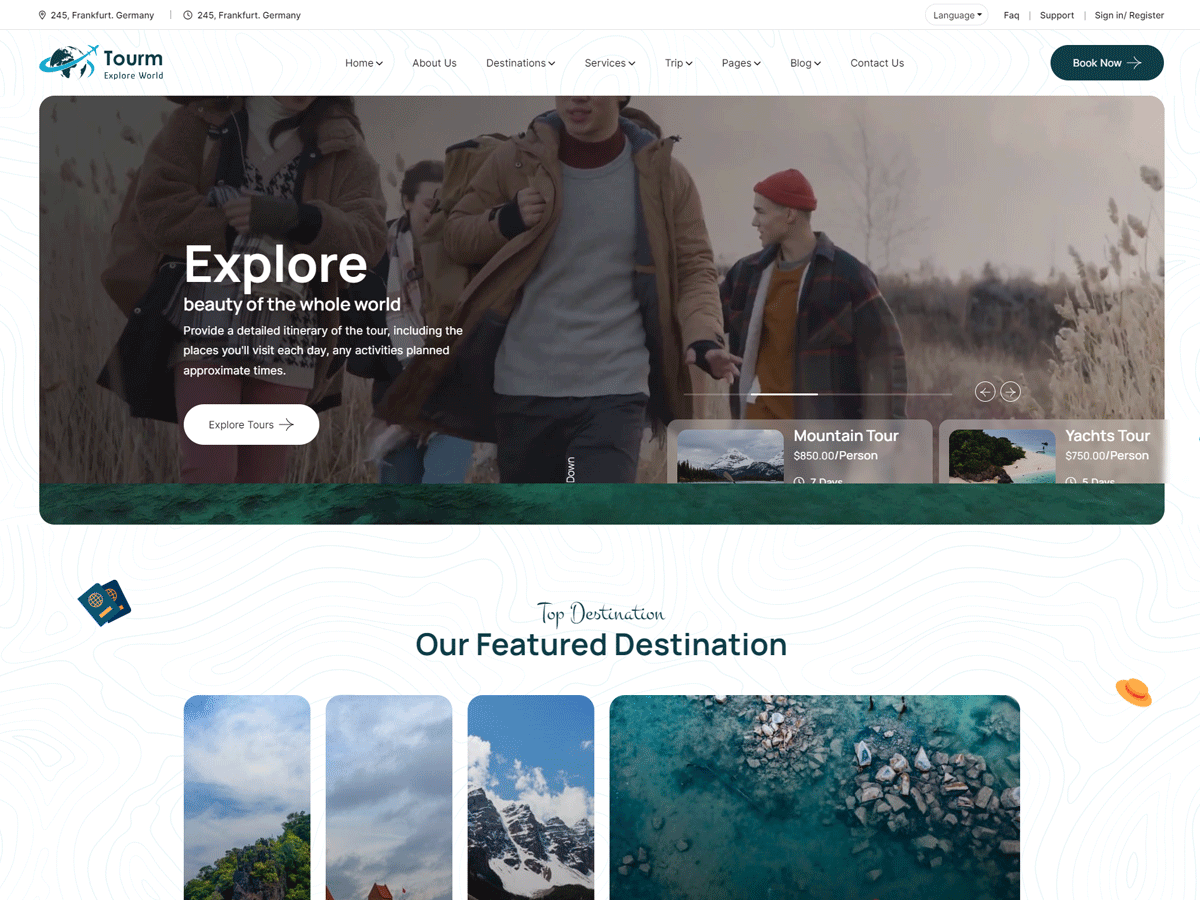 245, Frankfurt. Germany
245, Frankfurt. Germany
Language
Faq
Support
Sign in/ Register
Tourm
Explore World
Home
About Us
Destinations
Services
Trip
Pages
Blog
Contact Us
Book Now
Explore
beauty of the whole world
Provide a detailed itinerary of the tour, including the
places you'll visit each day, any activities planned
approximate times.
Explore Tours
Down
Mountain Tour
$850.00/Person
7 Days
Yachts Tour
$750.00/Person
5 Days
Top Destination
Our Featured Destination